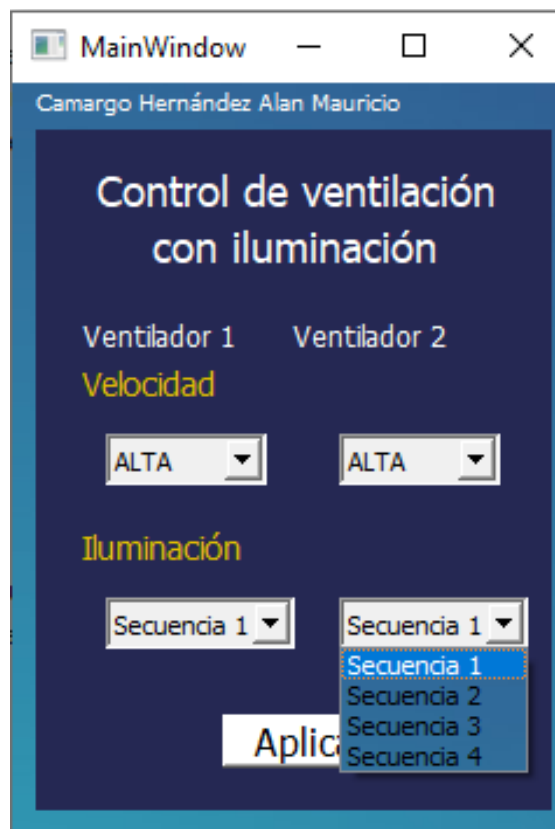 MainWindow
Camargo Hernández Alan Mauricio
Control de ventilación
con iluminación
Ventilador 1 Ventilador 2
Velocidad
ALTA ALTA
Iluminación
Secuencia 1 Secuencia 1
Secuencia 1
Secuencia 2
Secuencia 3
Secuencia 4